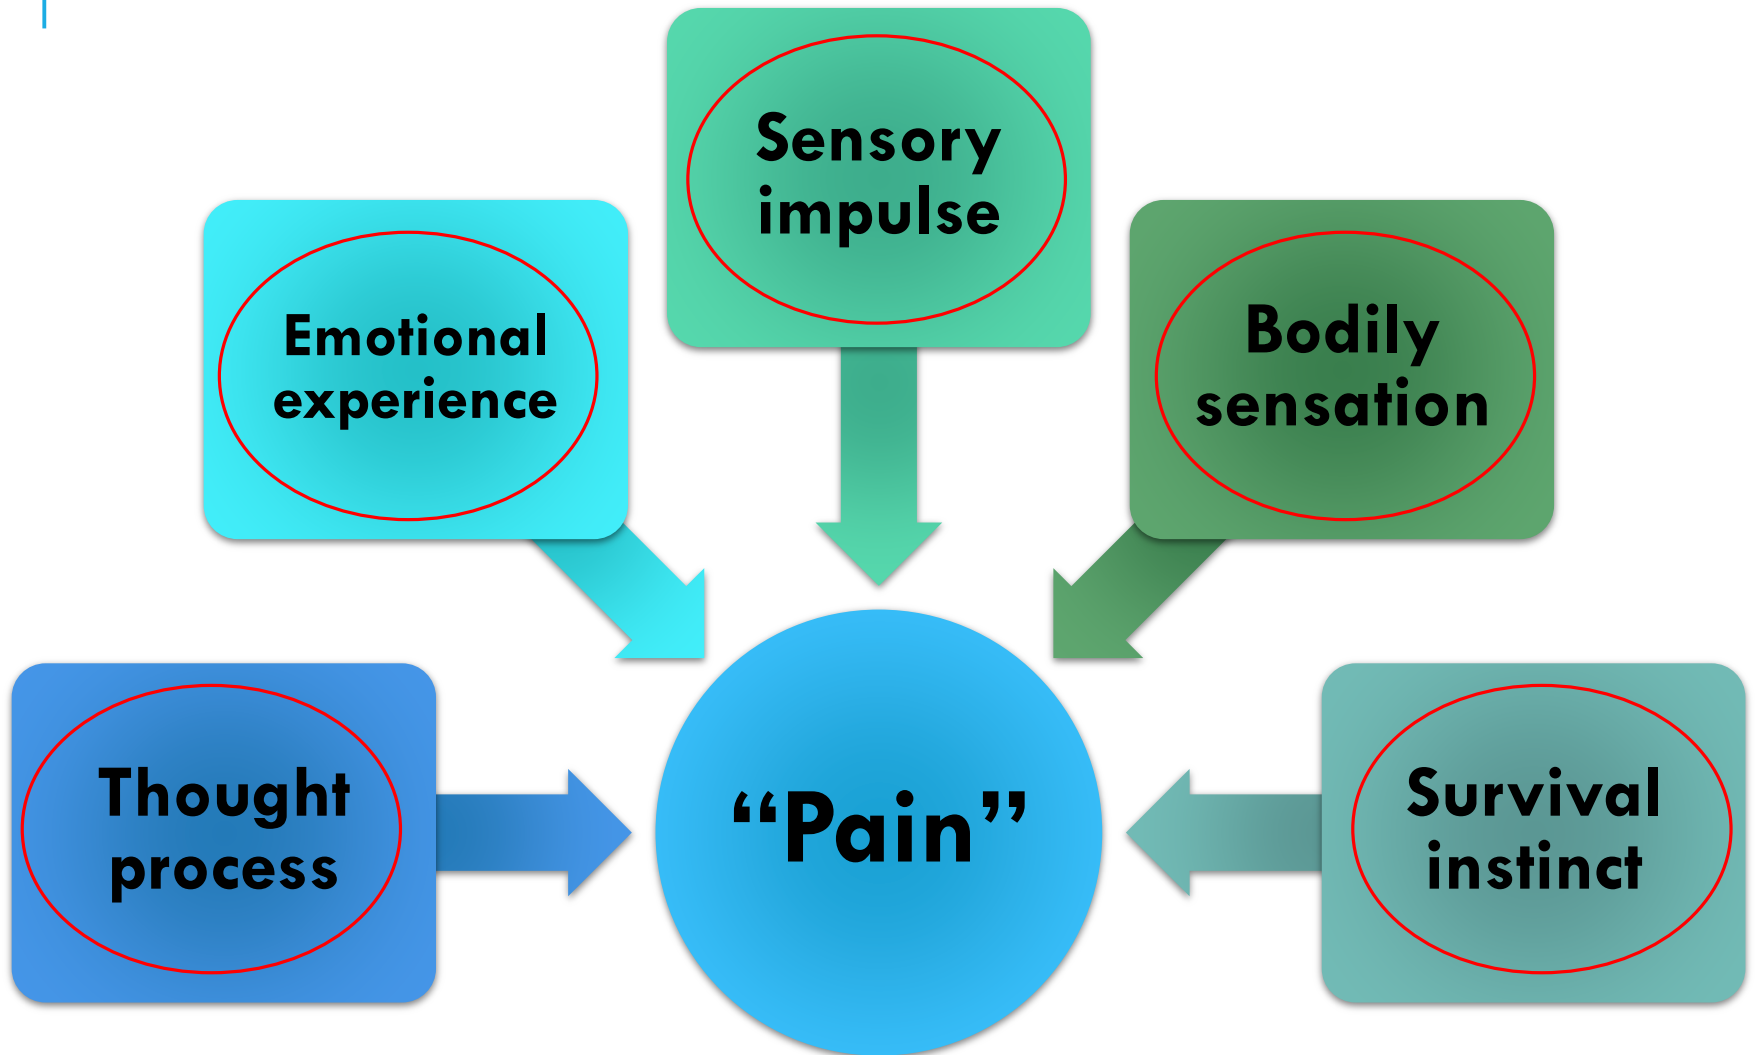 Sensory
impulse
Emotional
experience
Bodily
sensation
Thought
process
“Pain”
Survival
instinct